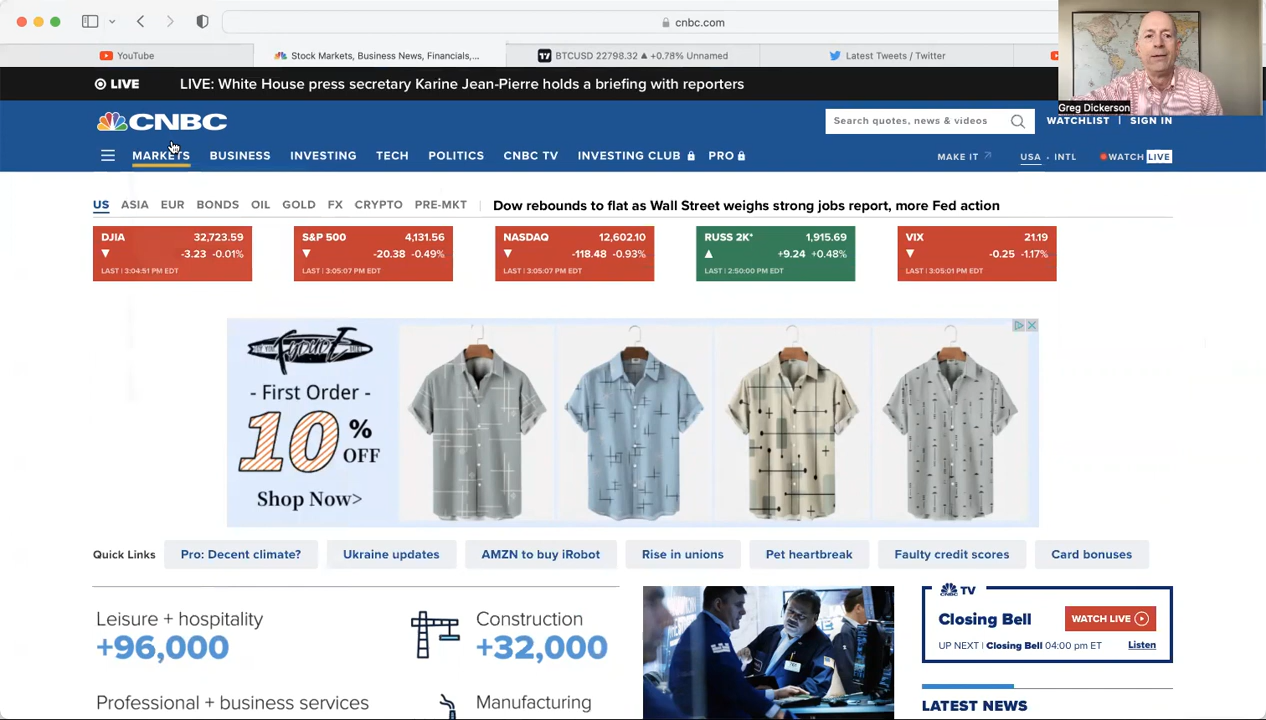 cnbc.com
YouTube
Stock Markets, Business News, Financials,...
BTCUSD 22798.32 ▲ +0.78% Unnamed
Latest Tweets / Twitter
LIVE
LIVE: White House press secretary Karine Jean-Pierre holds a briefing with reporters
Greg Dickerson
CNBC
Search quotes, news & videos
WATCHLIST | SIGN IN
MARKETS BUSINESS INVESTING TECH POLITICS CNBC TV INVESTING CLUB PRO
MAKE IT USA · INTL WATCH LIVE
US ASIA EUR BONDS OIL GOLD FX CRYPTO PRE-MKT
Dow rebounds to flat as Wall Street weighs strong jobs report, more Fed action
DJIA 32,723.59
▼ -3.23 -0.01%
LAST | 3:04:51 PM EDT
S&P 500 4,131.56
▼ -20.38 -0.49%
LAST | 3:05:07 PM EDT
NASDAQ 12,602.10
▼ -118.48 -0.93%
LAST | 3:05:07 PM EDT
RUSS 2K* 1,915.69
▲ +9.24 +0.48%
LAST | 2:50:00 PM EDT
VIX 21.19
▼ -0.25 -1.17%
LAST | 3:05:01 PM EDT
- First Order -
10% OFF
Shop Now>
Quick Links
Pro: Decent climate?
Ukraine updates
AMZN to buy iRobot
Rise in unions
Pet heartbreak
Faulty credit scores
Card bonuses
Leisure + hospitality
+96,000
Construction
+32,000
Professional + business services
Manufacturing
CNBC TV
Closing Bell
WATCH LIVE
UP NEXT | Closing Bell 04:00 pm ET
Listen
LATEST NEWS